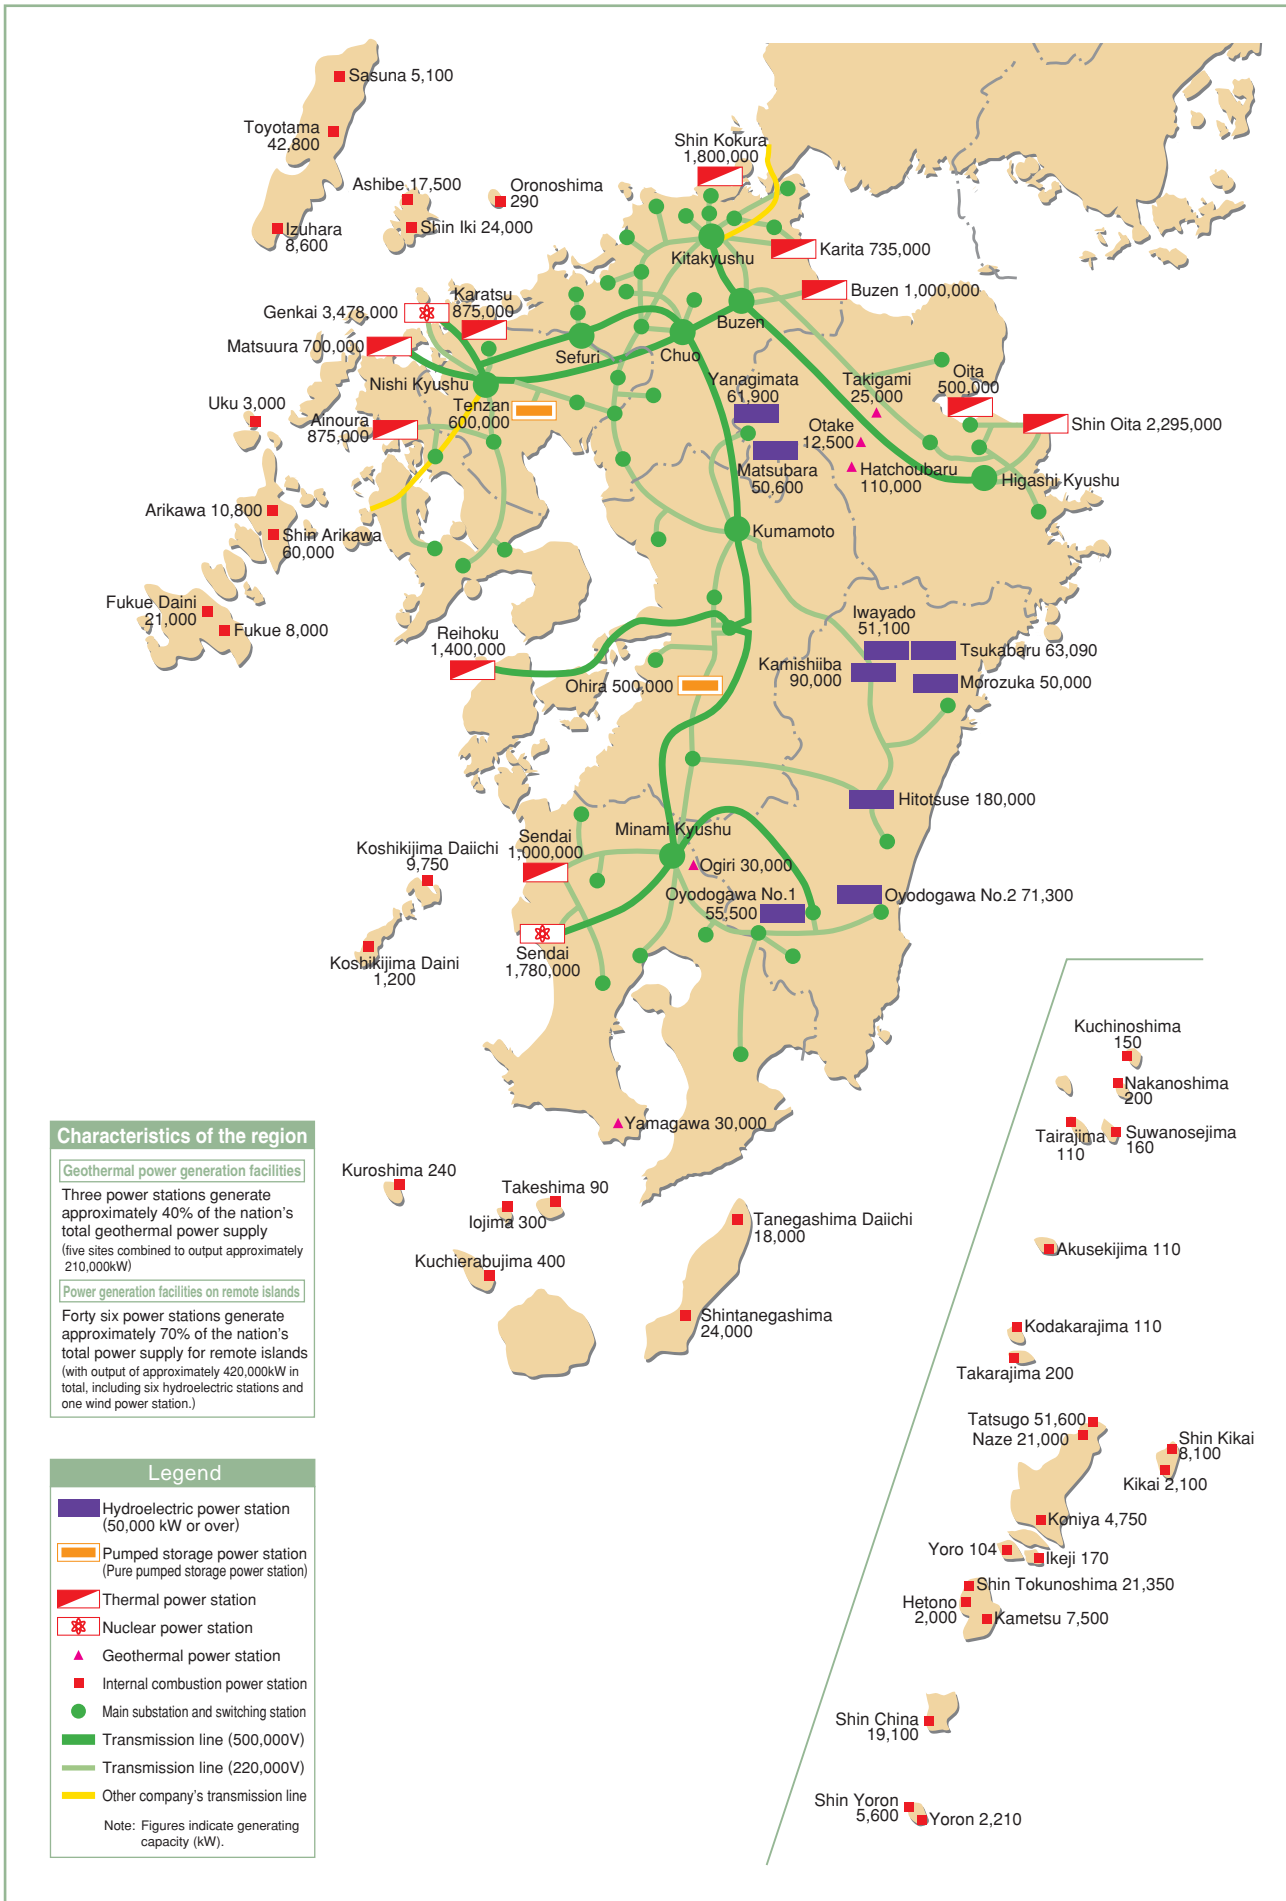 Sasuna 5,100
Toyotama
42,800
Ashibe 17,500
Oronoshima
290
Izuhara
8,600
Shin Iki 24,000
Shin Kokura
1,800,000
Kitakyushu
Karita 735,000
Buzen 1,000,000
Karatsu
875,000
Genkai 3,478,000
Matsuura 700,000
Sefuri
Chuo
Buzen
Nishi Kyushu
Tenzan
600,000
Yanagimata
61,900
Takigami
25,000
Oita
500,000
Uku 3,000
Ainoura
875,000
Otake
12,500
Shin Oita 2,295,000
Matsubara
50,600
Hatchoubaru
110,000
Higashi Kyushu
Arikawa 10,800
Shin Arikawa
60,000
Kumamoto
Fukue Daini
21,000
Fukue 8,000
Reihoku
1,400,000
Iwayado
51,100
Tsukabaru 63,090
Kamishiiba
90,000
Morozuka 50,000
Ohira 500,000
Hitotsuse 180,000
Minami Kyushu
Sendai
1,000,000
Koshikijima Daiichi
9,750
Ogiri 30,000
Oyodogawa No.1
55,500
Oyodogawa No.2 71,300
Sendai
1,780,000
Koshikijima Daini
1,200
Kuchinoshima
150
Nakanoshima
200
Tairajima
110
Suwanosejima
160
Yamagawa 30,000
Characteristics of the region
Geothermal power generation facilities
Three power stations generate
approximately 40% of the nation's
total geothermal power supply
(five sites combined to output approximately
210,000kW)
Power generation facilities on remote islands
Forty six power stations generate
approximately 70% of the nation's
total power supply for remote islands
(with output of approximately 420,000kW in
total, including six hydroelectric stations and
one wind power station.)
Kuroshima 240
Takeshima 90
Iojima 300
Kuchierabujima 400
Tanegashima Daiichi
18,000
Shintanegashima
24,000
Akusekijima 110
Kodakarajima 110
Takarajima 200
Tatsugo 51,600
Naze 21,000
Shin Kikai
8,100
Kikai 2,100
Koniya 4,750
Yoro 104
Ikeji 170
Shin Tokunoshima 21,350
Hetono
2,000
Kametsu 7,500
Shin China
19,100
Shin Yoron
5,600
Yoron 2,210
Legend
Hydroelectric power station
(50,000 kW or over)
Pumped storage power station
(Pure pumped storage power station)
Thermal power station
Nuclear power station
Geothermal power station
Internal combustion power station
Main substation and switching station
Transmission line (500,000V)
Transmission line (220,000V)
Other company's transmission line
Note: Figures indicate generating
capacity (kW).